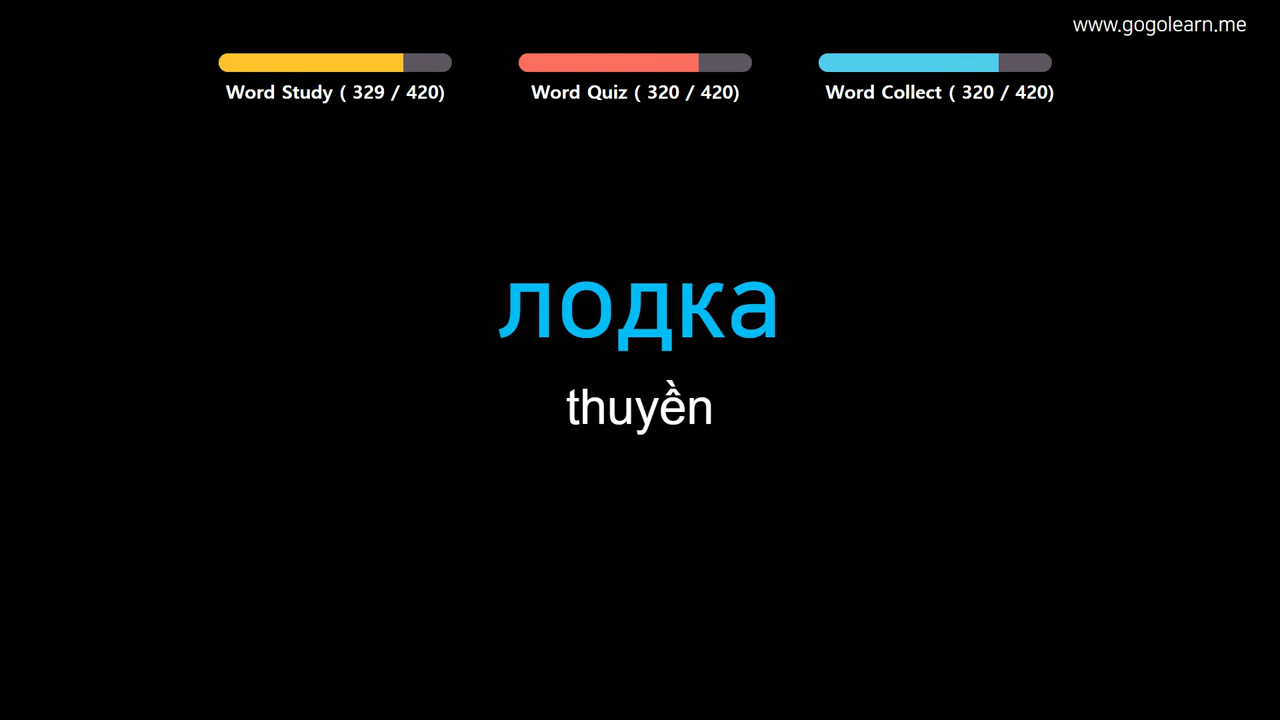 www.gogolearn.me
Word Study ( 329 / 420)
Word Quiz ( 320 / 420)
Word Collect ( 320 / 420)
лодка
thuyền